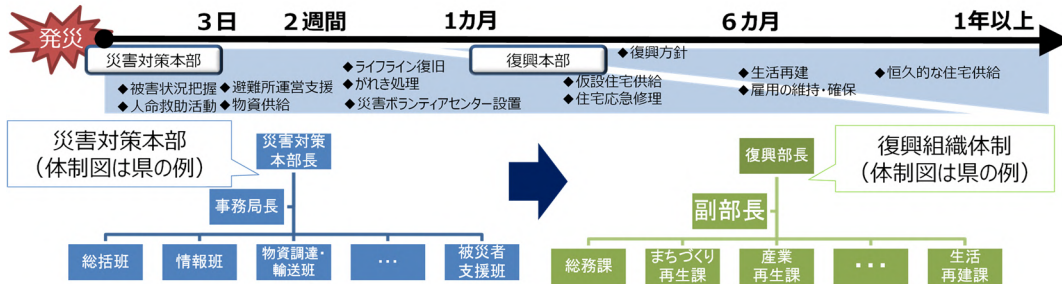 3日
2週間
1カ月
6カ月
1年以上
発災
災害対策本部
◆被害状況把握
◆人命救助活動
◆避難所運営支援
◆物資供給
◆ライフライン復旧
◆がれき処理
◆災害ボランティアセンター設置
復興本部
◆復興方針
◆仮設住宅供給
◆住宅応急修理
◆生活再建
◆雇用の維持・確保
◆恒久的な住宅供給
災害対策本部
（体制図は県の例）
災害対策
本部長
事務局長
総括班
情報班
物資調達・
輸送班
…
被災者
支援班
復興組織体制
（体制図は県の例）
復興部長
副部長
総務課
まちづくり
再生課
産業
再生課
・・・
生活
再建課